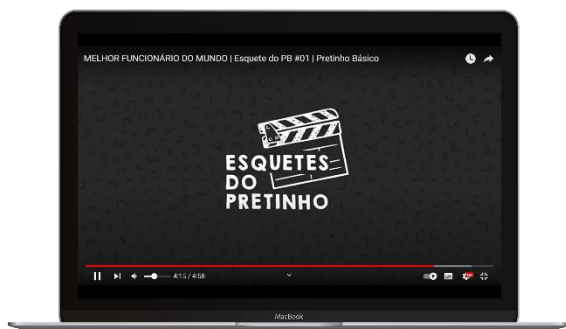 MELHOR FUNCIONÁRIO DO MUNDO | Esquete do PB #01 | Pretinho Básico
ESQUETES
DO
PRETINHO
4:15 / 4:58
MacBook